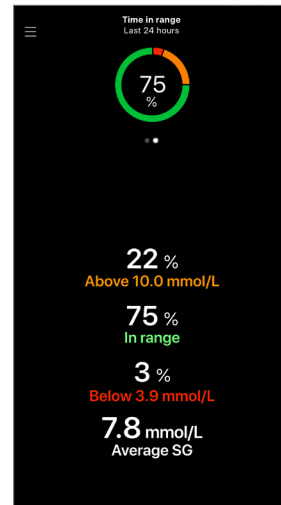 Time in range
Last 24 hours
75
%
22 %
Above 10.0 mmol/L
75 %
In range
3 %
Below 3.9 mmol/L
7.8 mmol/L
Average SG